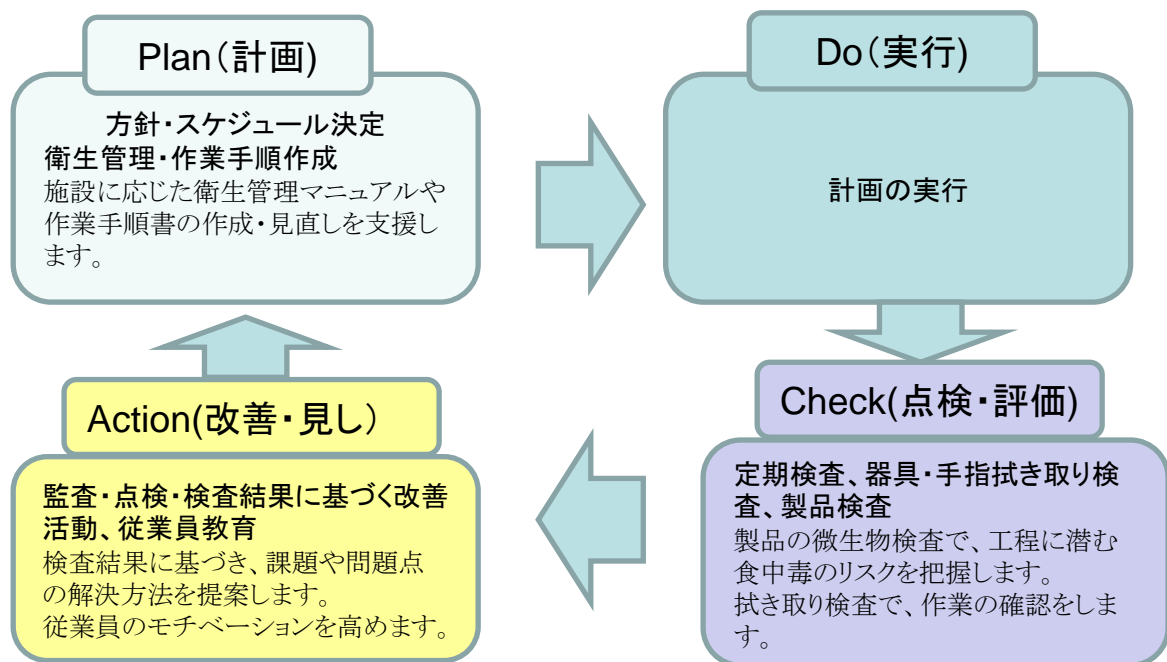 Plan(計画)
方針・スケジュール決定
衛生管理・作業手順作成
施設に応じた衛生管理マニュアルや
作業手順書の作成・見直しを支援し
ます。
Do(実行)
計画の実行
Check(点検・評価)
定期検査、器具・手指拭き取り検
査、製品検査
製品の微生物検査で、工程に潜む
食中毒のリスクを把握します。
拭き取り検査で、作業の確認をしま
す。
Action(改善・見し)
監査・点検・検査結果に基づく改善
活動、従業員教育
検査結果に基づき、課題や問題点
の解決方法を提案します。
従業員のモチベーションを高めます。